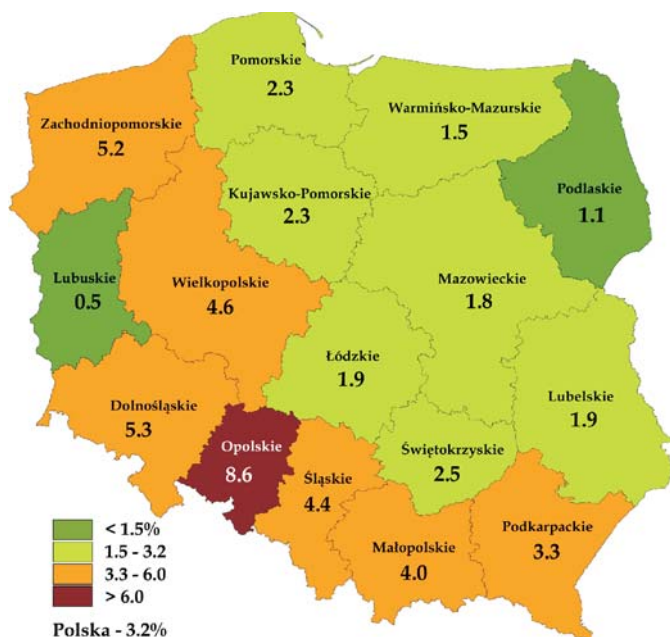 Pomorskie
2.3
Warmińsko-Mazurskie
1.5
Zachodniopomorskie
5.2
Podlaskie
1.1
Kujawsko-Pomorskie
2.3
Lubuskie
0.5
Wielkopolskie
4.6
Mazowieckie
1.8
Łódzkie
1.9
Lubelskie
1.9
Dolnośląskie
5.3
Opolskie
8.6
Śląskie
4.4
Świętokrzyskie
2.5
Małopolskie
4.0
Podkarpackie
3.3
< 1.5%
1.5 - 3.2
3.3 - 6.0
> 6.0
Polska - 3.2%